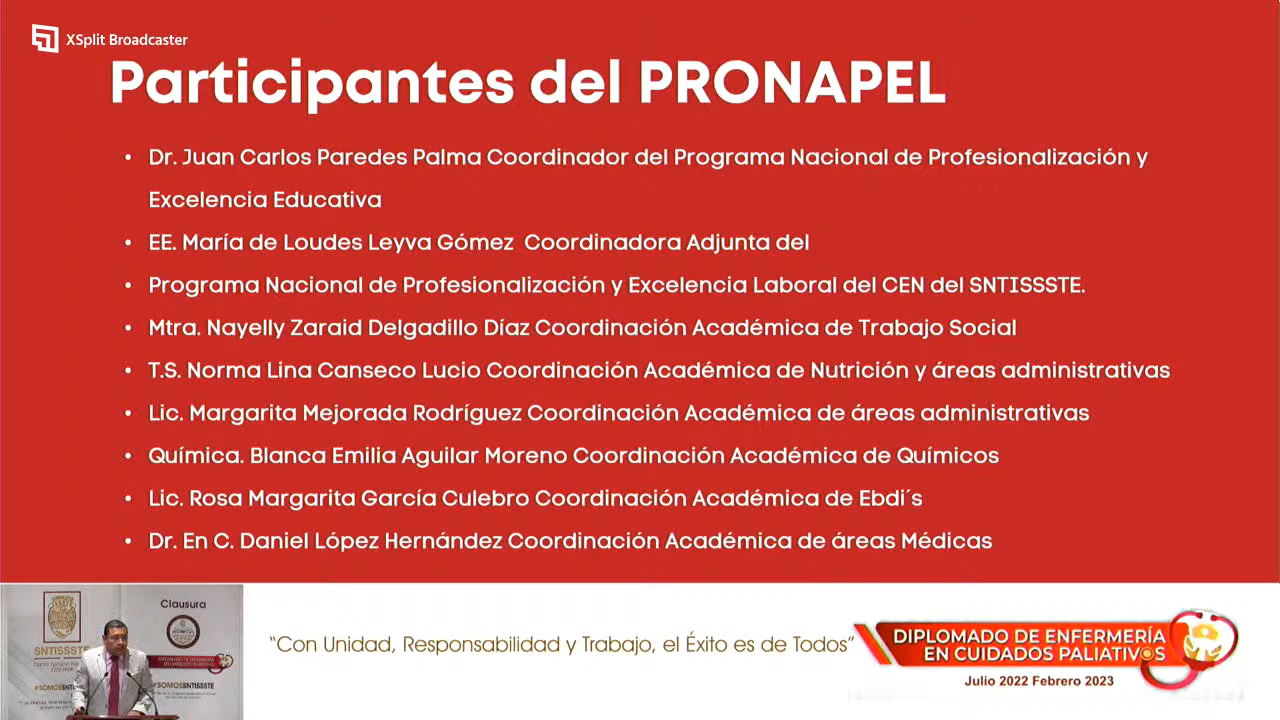 XSplit Broadcaster
Participantes del PRONAPEL
• Dr. Juan Carlos Paredes Palma Coordinador del Programa Nacional de Profesionalización y
Excelencia Educativa
• EE. María de Loudes Leyva Gómez Coordinadora Adjunta del
• Programa Nacional de Profesionalización y Excelencia Laboral del CEN del SNTISSSTE.
• Mtra. Nayelly Zaraid Delgadillo Díaz Coordinación Académica de Trabajo Social
• T.S. Norma Lina Canseco Lucio Coordinación Académica de Nutrición y áreas administrativas
• Lic. Margarita Mejorada Rodríguez Coordinación Académica de áreas administrativas
• Química. Blanca Emilia Aguilar Moreno Coordinación Académica de Químicos
• Lic. Rosa Margarita García Culebro Coordinación Académica de Ebdi´s
• Dr. En C. Daniel López Hernández Coordinación Académica de áreas Médicas
SNTISSSTE
#SOMOSSNT
Clausura
#SOMOSSNTISSSTE
“Con Unidad, Responsabilidad y Trabajo, el Éxito es de Todos”
DIPLOMADO DE ENFERMERÍA
EN CUIDADOS PALIATIVOS
Julio 2022 Febrero 2023